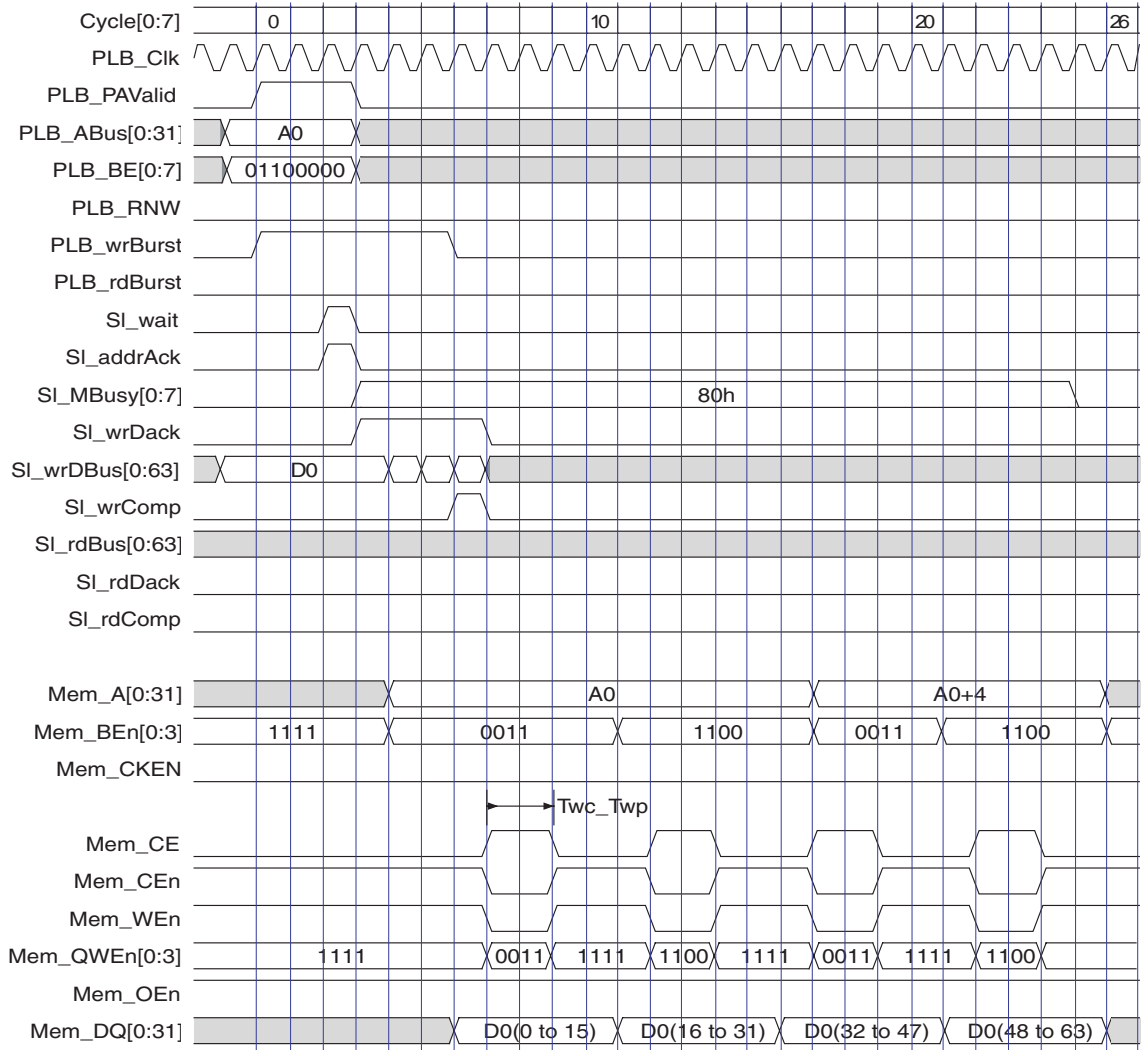 Cycle[0:7] 0 10 20 26
PLB_Clk
PLB_PAValid
PLB_ABus[0:31] A0
PLB_BE[0:7] 01100000
PLB_RNW
PLB_wrBurst
PLB_rdBurst
Sl_wait
Sl_addrAck
Sl_MBusy[0:7] 80h
Sl_wrDack
Sl_wrDBus[0:63] D0
Sl_wrComp
Sl_rdBus[0:63]
Sl_rdDack
Sl_rdComp
Mem_A[0:31] A0 A0+4
Mem_BEn[0:3] 1111 0011 1100 0011 1100
Mem_CKEN
Twc_Twp
Mem_CE
Mem_CEn
Mem_WEn
Mem_QWEn[0:3] 1111 0011 1111 1100 1111 0011 1111 1100
Mem_OEn
Mem_DQ[0:31] D0(0 to 15) D0(16 to 31) D0(32 to 47) D0(48 to 63)